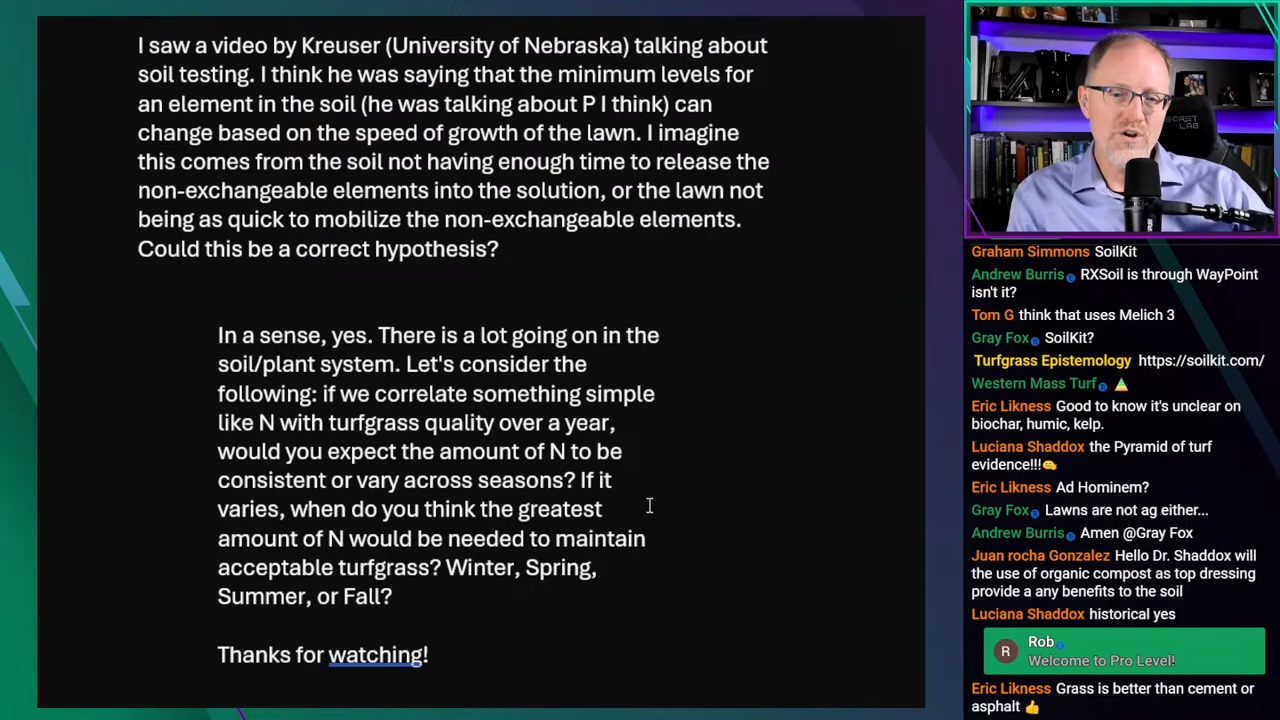 I saw a video by Kreuser (University of Nebraska) talking about
soil testing. I think he was saying that the minimum levels for
an element in the soil (he was talking about P I think) can
change based on the speed of growth of the lawn. I imagine
this comes from the soil not having enough time to release the
non-exchangeable elements into the solution, or the lawn not
being as quick to mobilize the non-exchangeable elements.
Could this be a correct hypothesis?
In a sense, yes. There is a lot going on in the
soil/plant system. Let's consider the
following: if we correlate something simple
like N with turfgrass quality over a year,
would you expect the amount of N to be
consistent or vary across seasons? If it
varies, when do you think the greatest
amount of N would be needed to maintain
acceptable turfgrass? Winter, Spring,
Summer, or Fall?
Thanks for watching!
SECRET
LAB
Graham Simmons SoilKit
Andrew Burris RXSoil is through WayPoint
isn't it?
Tom G think that uses Melich 3
Gray Fox SoilKit?
Turfgrass Epistemology https://soilkit.com/
Western Mass Turf
Eric Likness Good to know it's unclear on
biochar, humic, kelp.
Luciana Shaddox the Pyramid of turf
evidence!!!
Eric Likness Ad Hominem?
Gray Fox Lawns are not ag either...
Andrew Burris Amen @Gray Fox
Juan rocha Gonzalez Hello Dr. Shaddox will
the use of organic compost as top dressing
provide a any benefits to the soil
Luciana Shaddox historical yes
R
Rob
Welcome to Pro Level!
Eric Likness Grass is better than cement or
asphalt